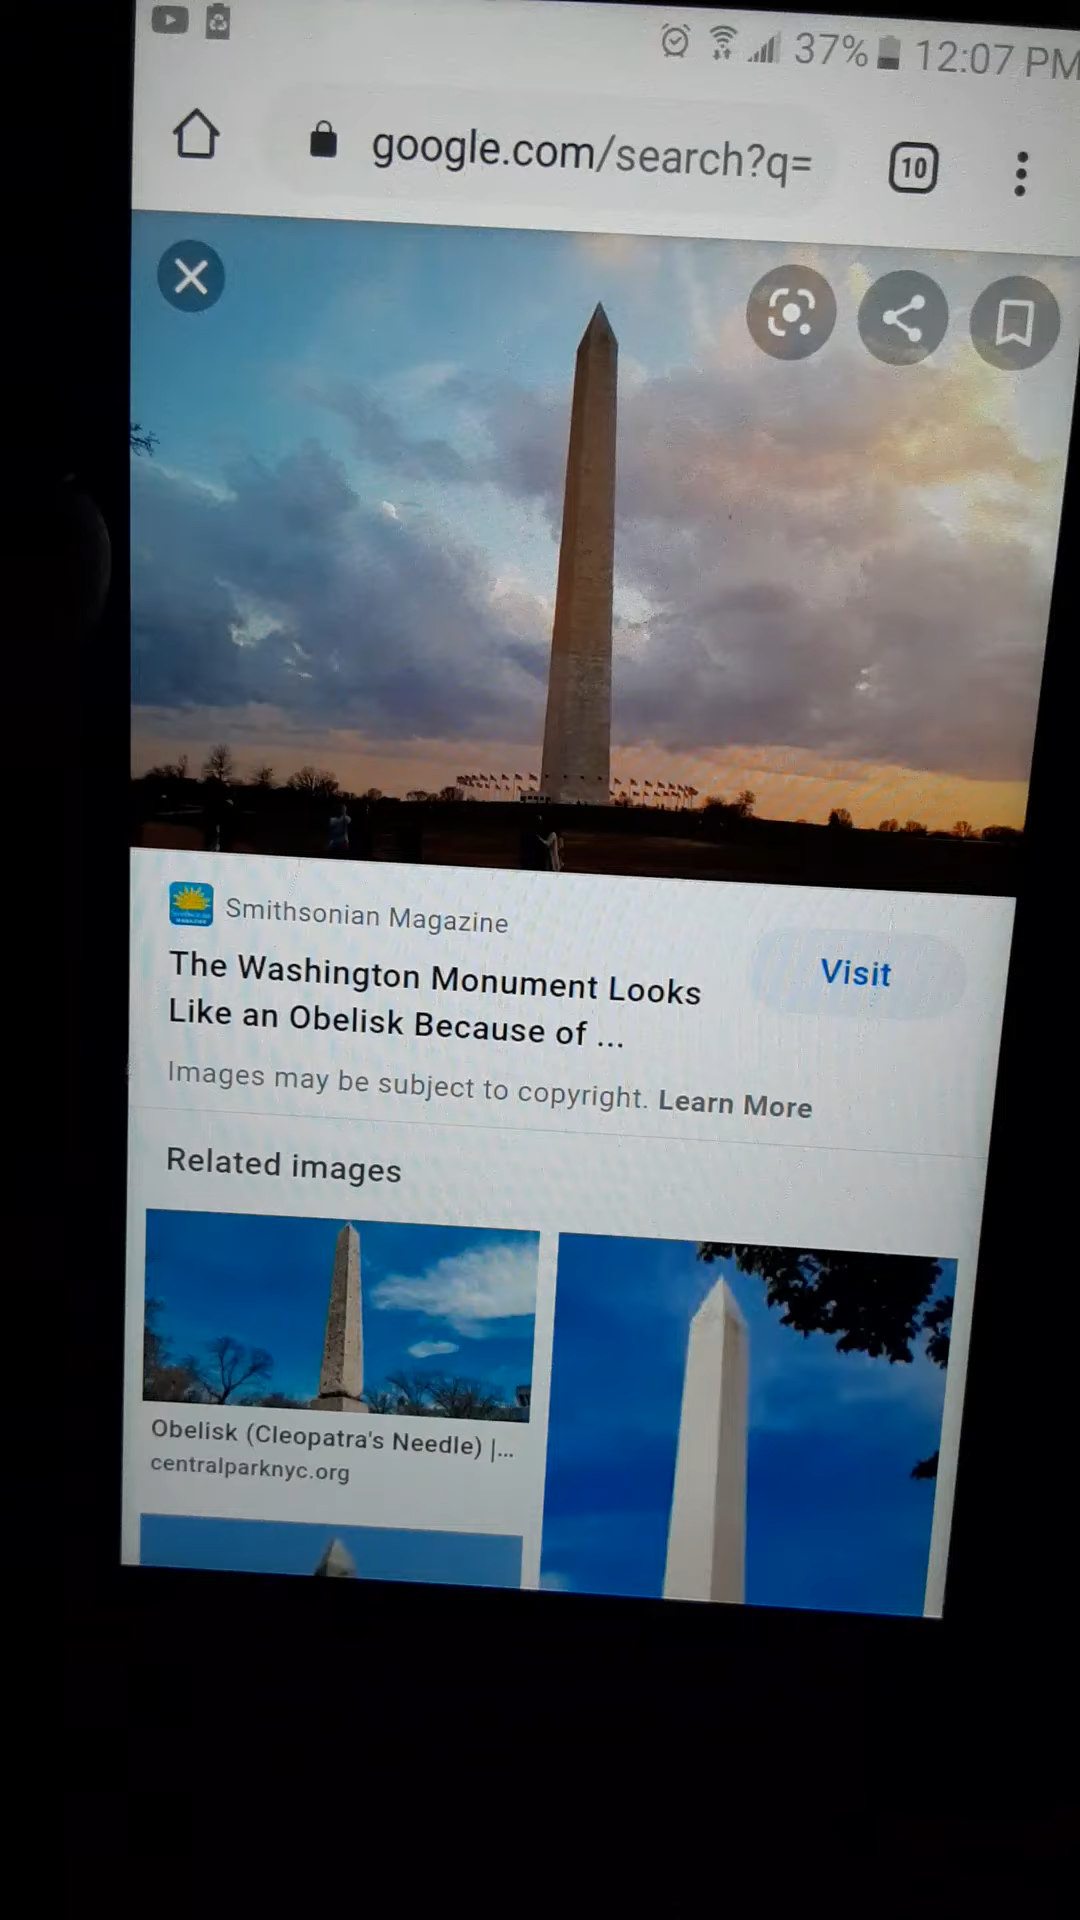 37% 12:07 PM
google.com/search?q=
10
Smithsonian Magazine
The Washington Monument Looks
Like an Obelisk Because of ...
Visit
Images may be subject to copyright. Learn More
Related images
Obelisk (Cleopatra's Needle) |...
centralparknyc.org